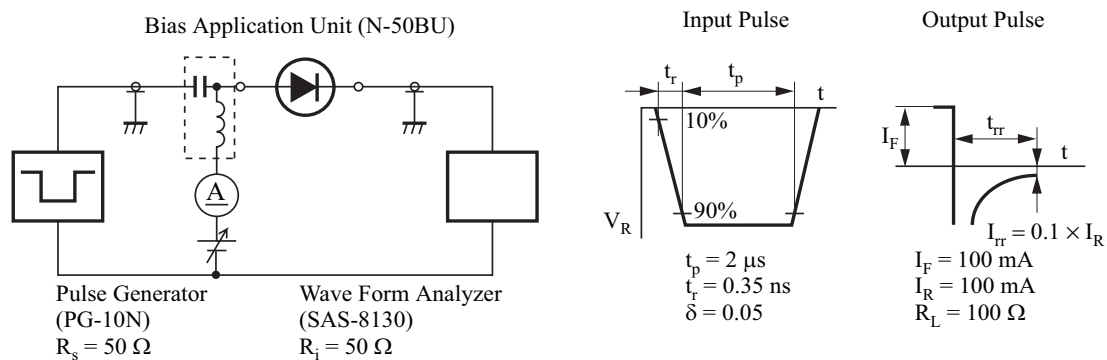 Bias Application Unit (N-50BU)
A
Pulse Generator
(PG-10N)
R_s = 50 Ω
Wave Form Analyzer
(SAS-8130)
R_i = 50 Ω
Input Pulse
t_r
t_p
t
10%
90%
V_R
t_p = 2 μs
t_r = 0.35 ns
δ = 0.05
Output Pulse
I_F
t_rr
t
I_rr = 0.1 × I_R
I_F = 100 mA
I_R = 100 mA
R_L = 100 Ω